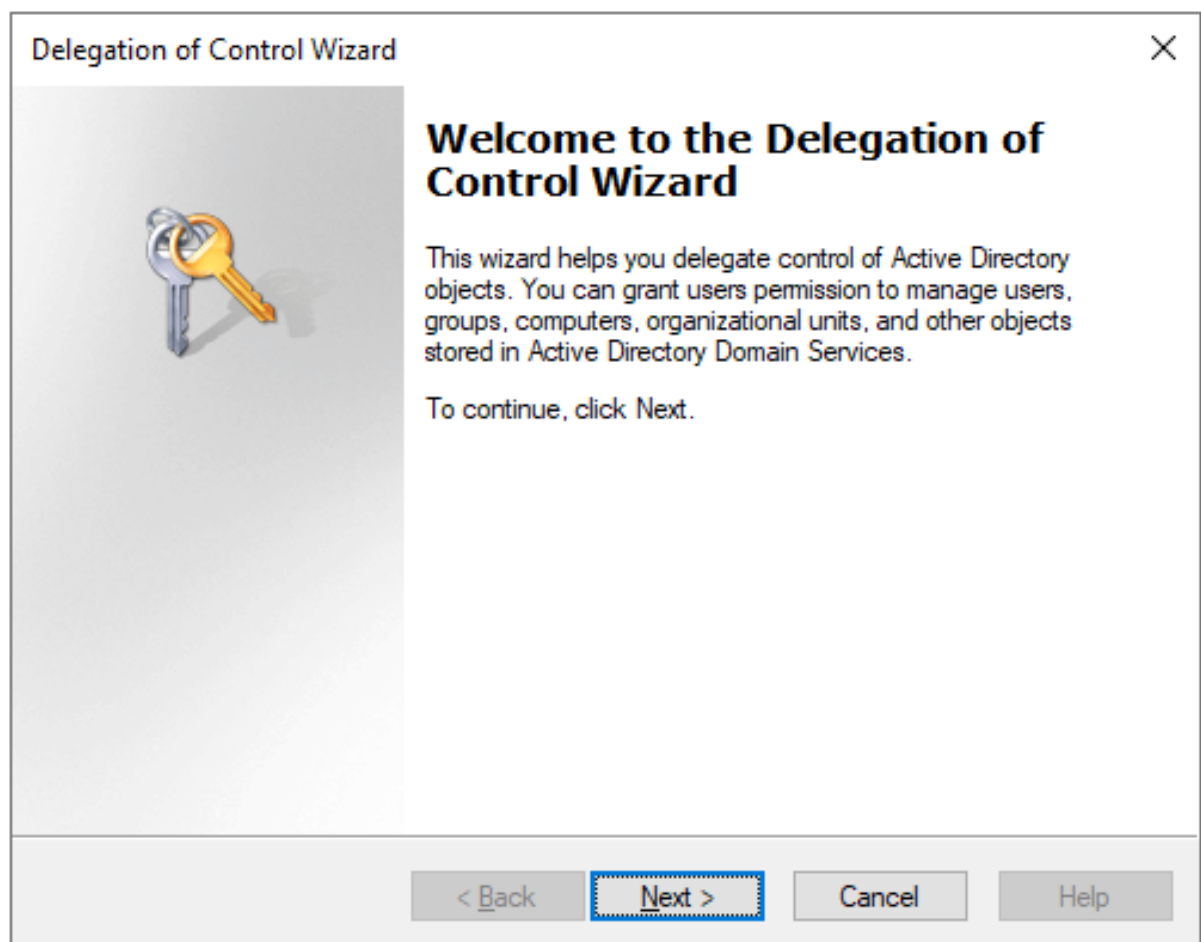 Delegation of Control Wizard
Welcome to the Delegation of
Control Wizard
This wizard helps you delegate control of Active Directory
objects. You can grant users permission to manage users,
groups, computers, organizational units, and other objects
stored in Active Directory Domain Services.
To continue, click Next.
< Back Next > Cancel Help